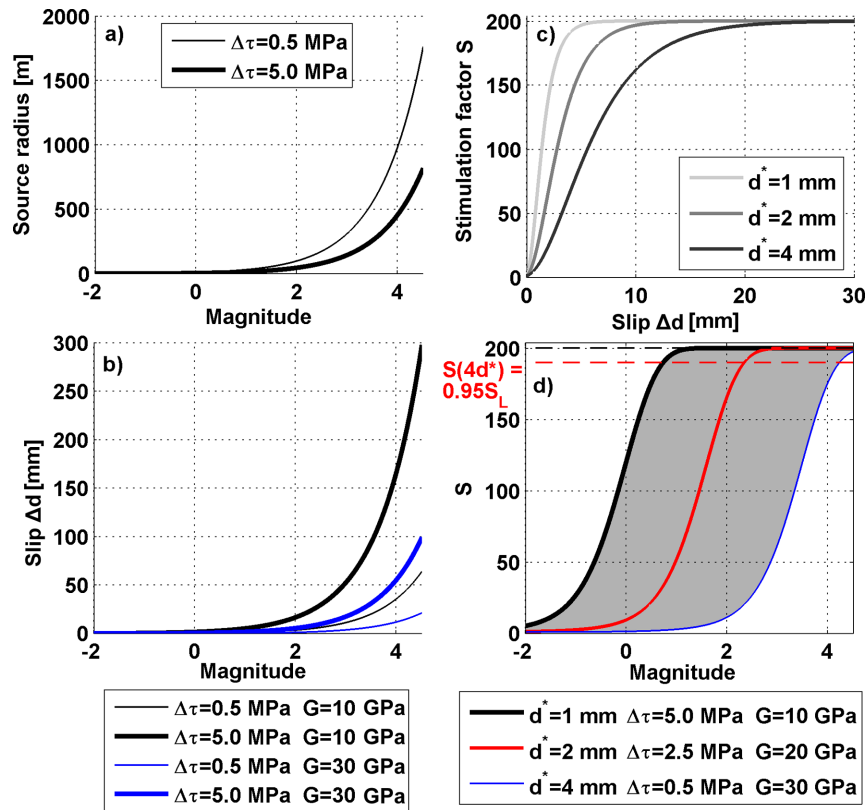 a)
Δτ=0.5 MPa
Δτ=5.0 MPa
Source radius [m]
2000
1500
1000
500
0
-2 0 2 4
Magnitude
c)
Stimulation factor S
200
150
100
50
0
d*=1 mm
d*=2 mm
d*=4 mm
0 10 20 30
Slip Δd [mm]
b)
Slip Δd [mm]
300
250
200
150
100
50
0
-2 0 2 4
Magnitude
Δτ=0.5 MPa G=10 GPa
Δτ=5.0 MPa G=10 GPa
Δτ=0.5 MPa G=30 GPa
Δτ=5.0 MPa G=30 GPa
d)
S(4d*) =
0.95S_L
S
200
150
100
50
0
-2 0 2 4
Magnitude
d*=1 mm Δτ=5.0 MPa G=10 GPa
d*=2 mm Δτ=2.5 MPa G=20 GPa
d*=4 mm Δτ=0.5 MPa G=30 GPa